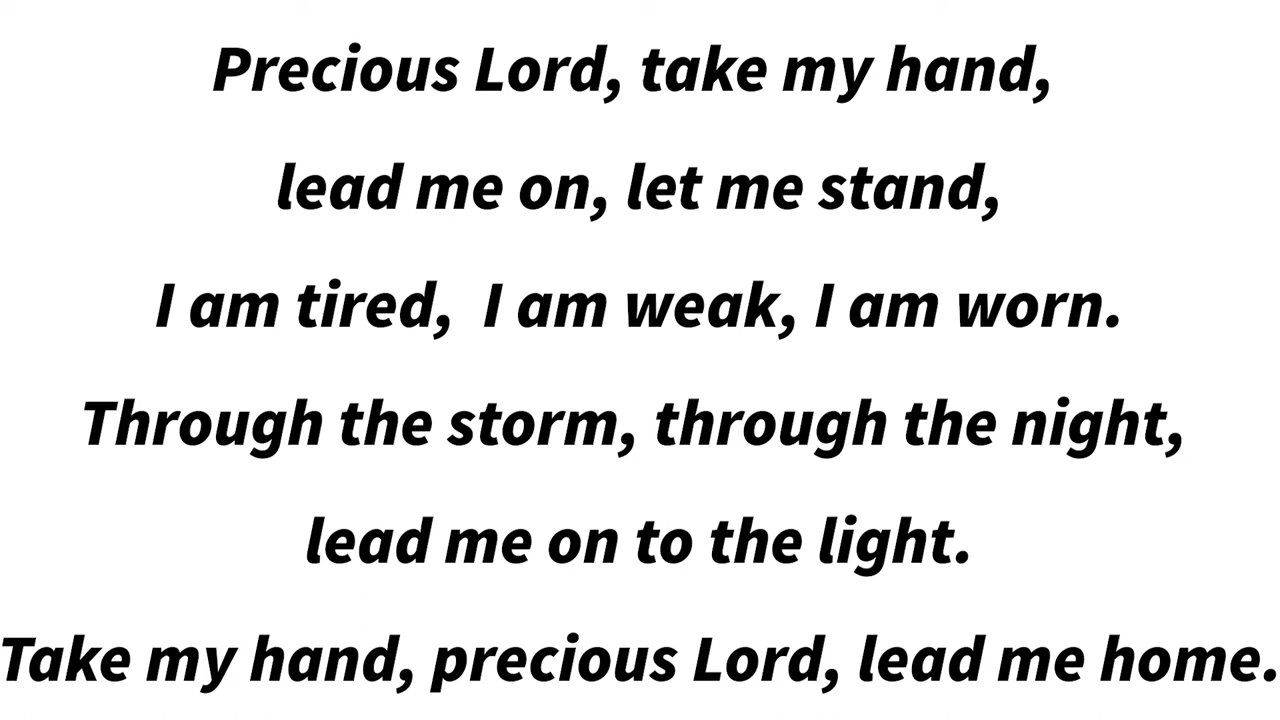 Precious Lord, take my hand,
lead me on, let me stand,
I am tired,  I am weak, I am worn.
Through the storm, through the night,
lead me on to the light.
Take my hand, precious Lord, lead me home.